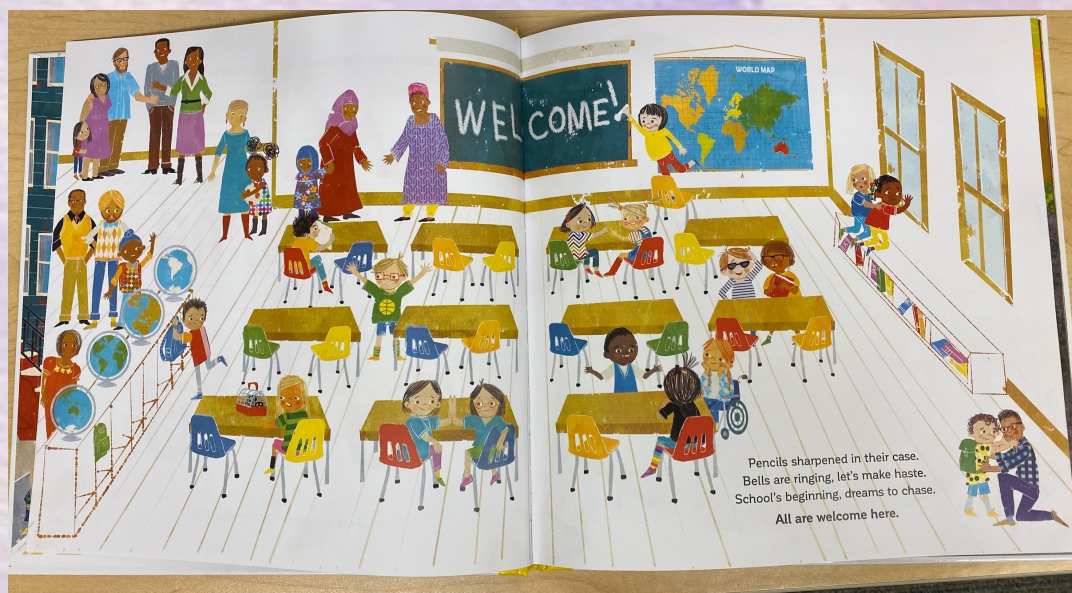 WELCOME!
WORLD MAP
Pencils sharpened in their case.
Bells are ringing, let's make haste.
School's beginning, dreams to chase.
All are welcome here.